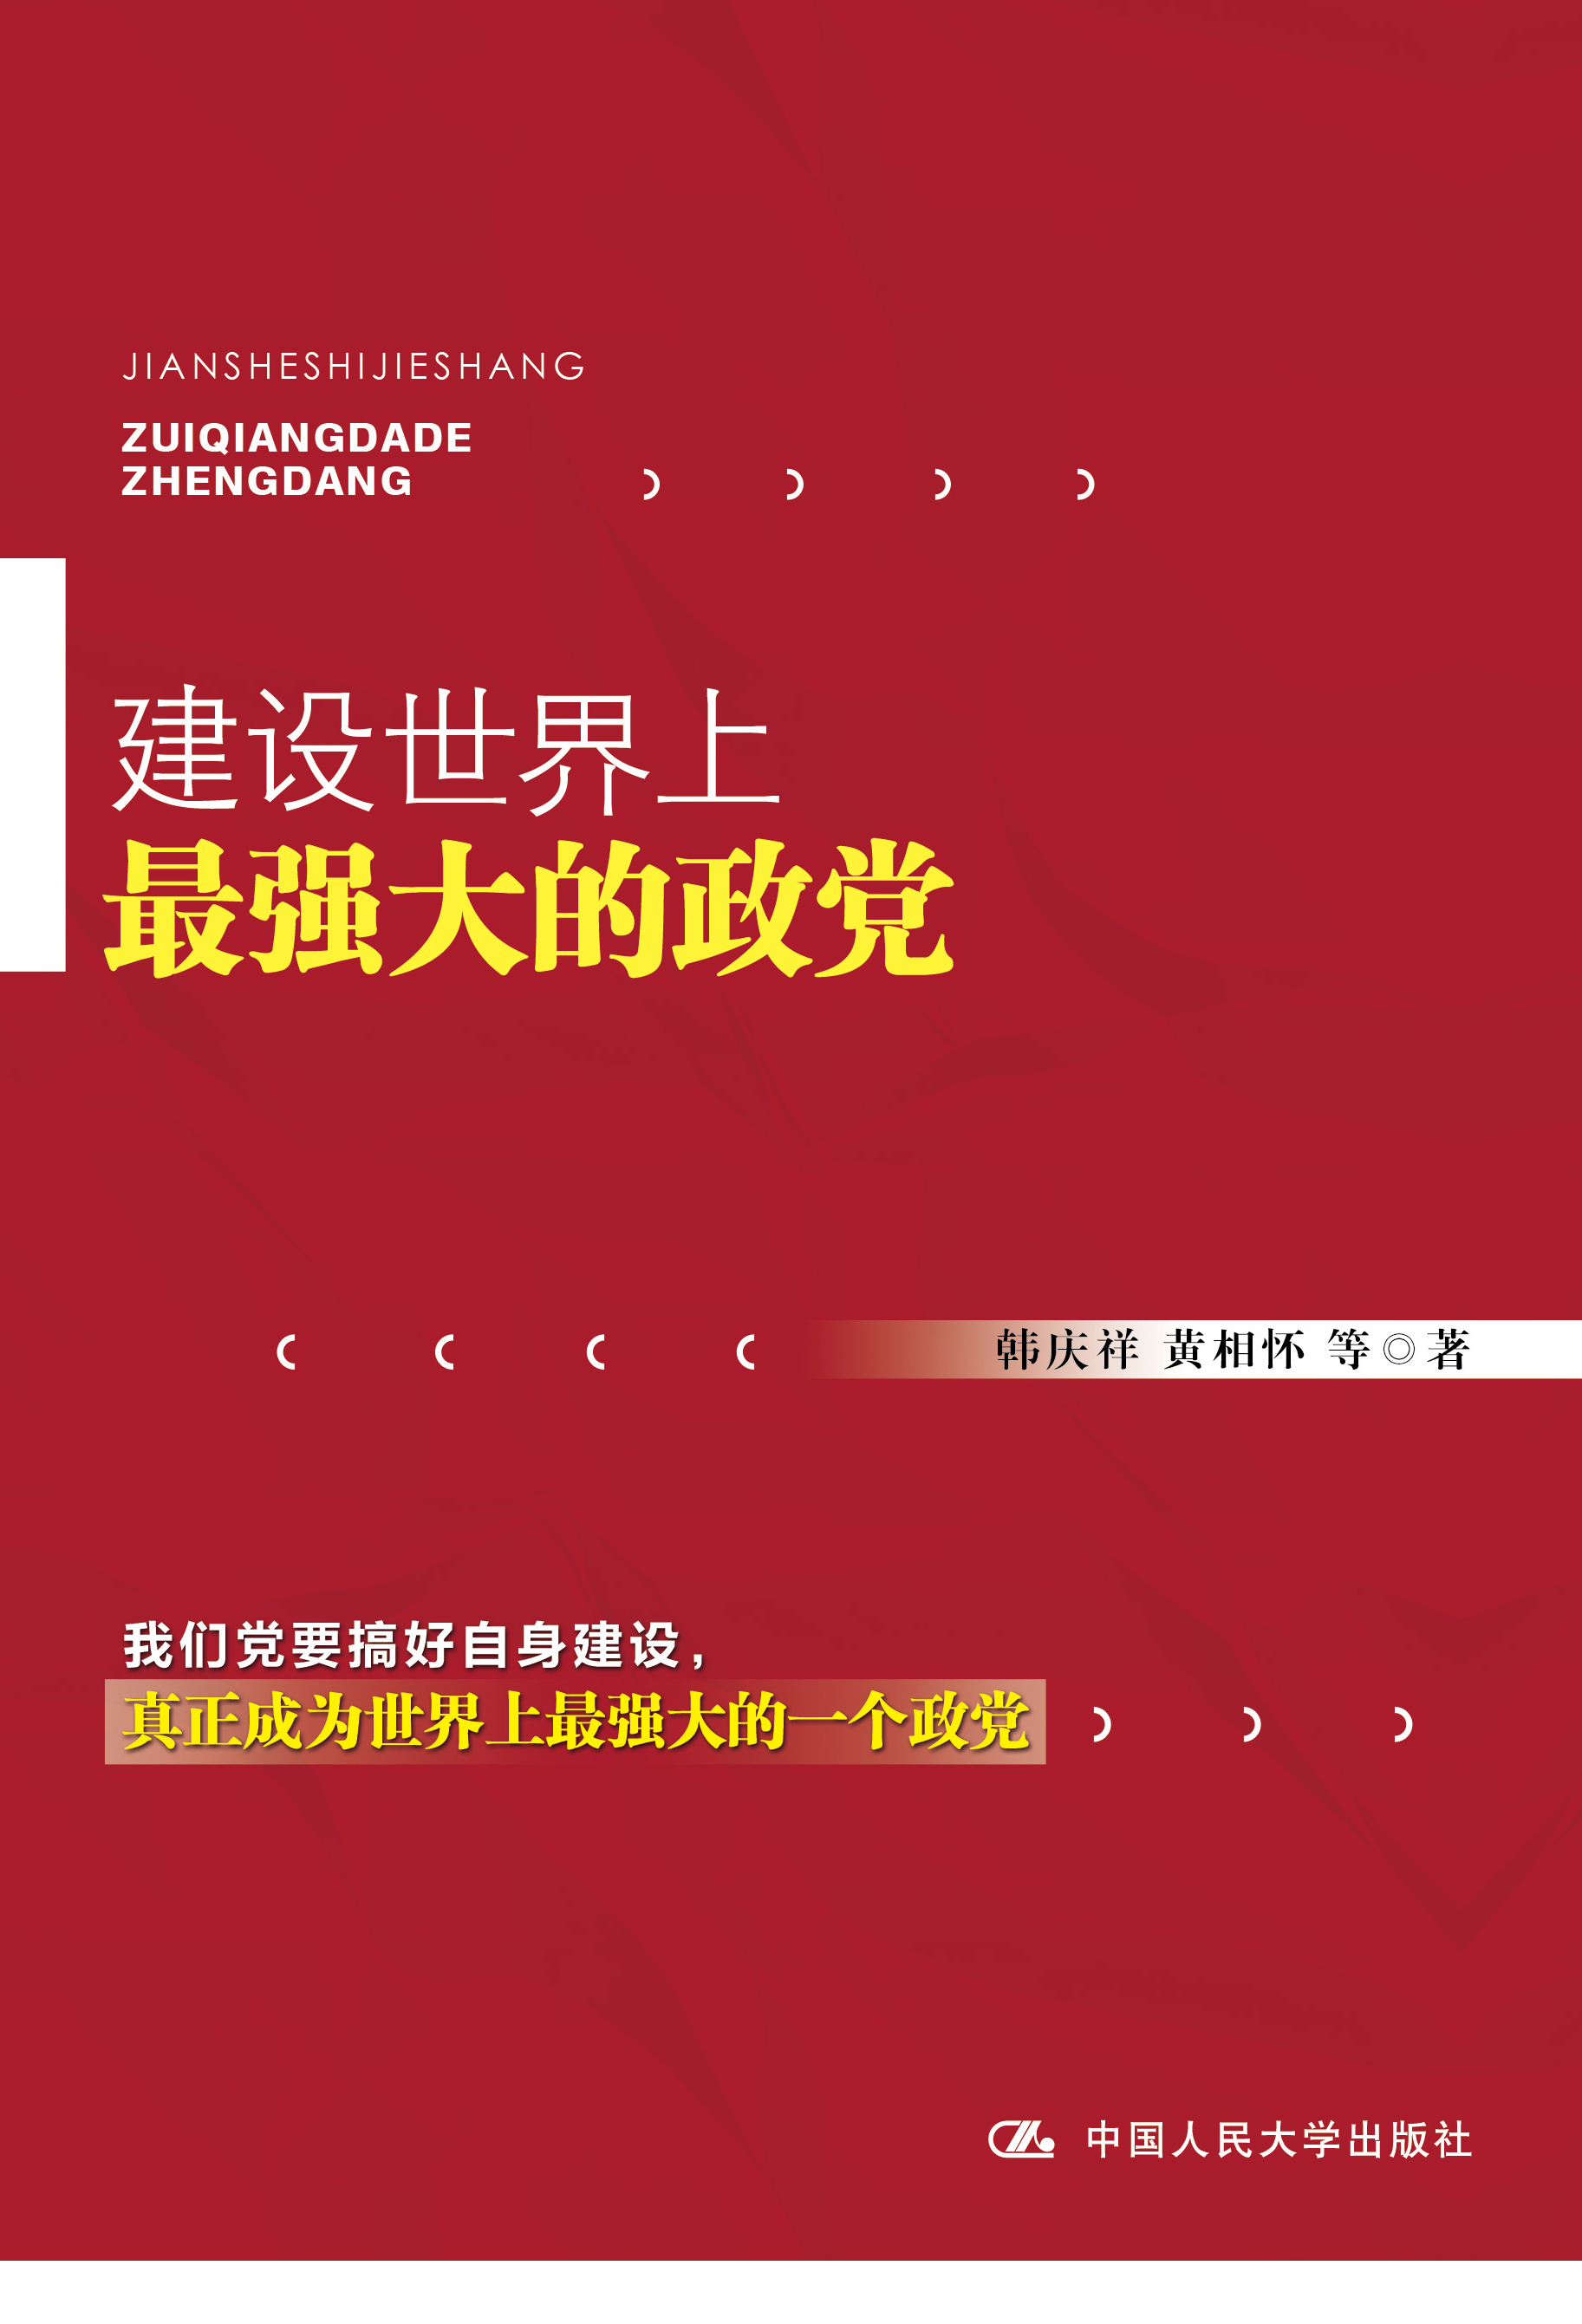 JIANSHESHIJIESHANG
ZUIQIANGDADE
ZHENGDANG
建设世界上
最强大的政党
韩庆祥 黄相怀 等◎著
我们党要搞好自身建设，
真正成为世界上最强大的一个政党
中国人民大学出版社